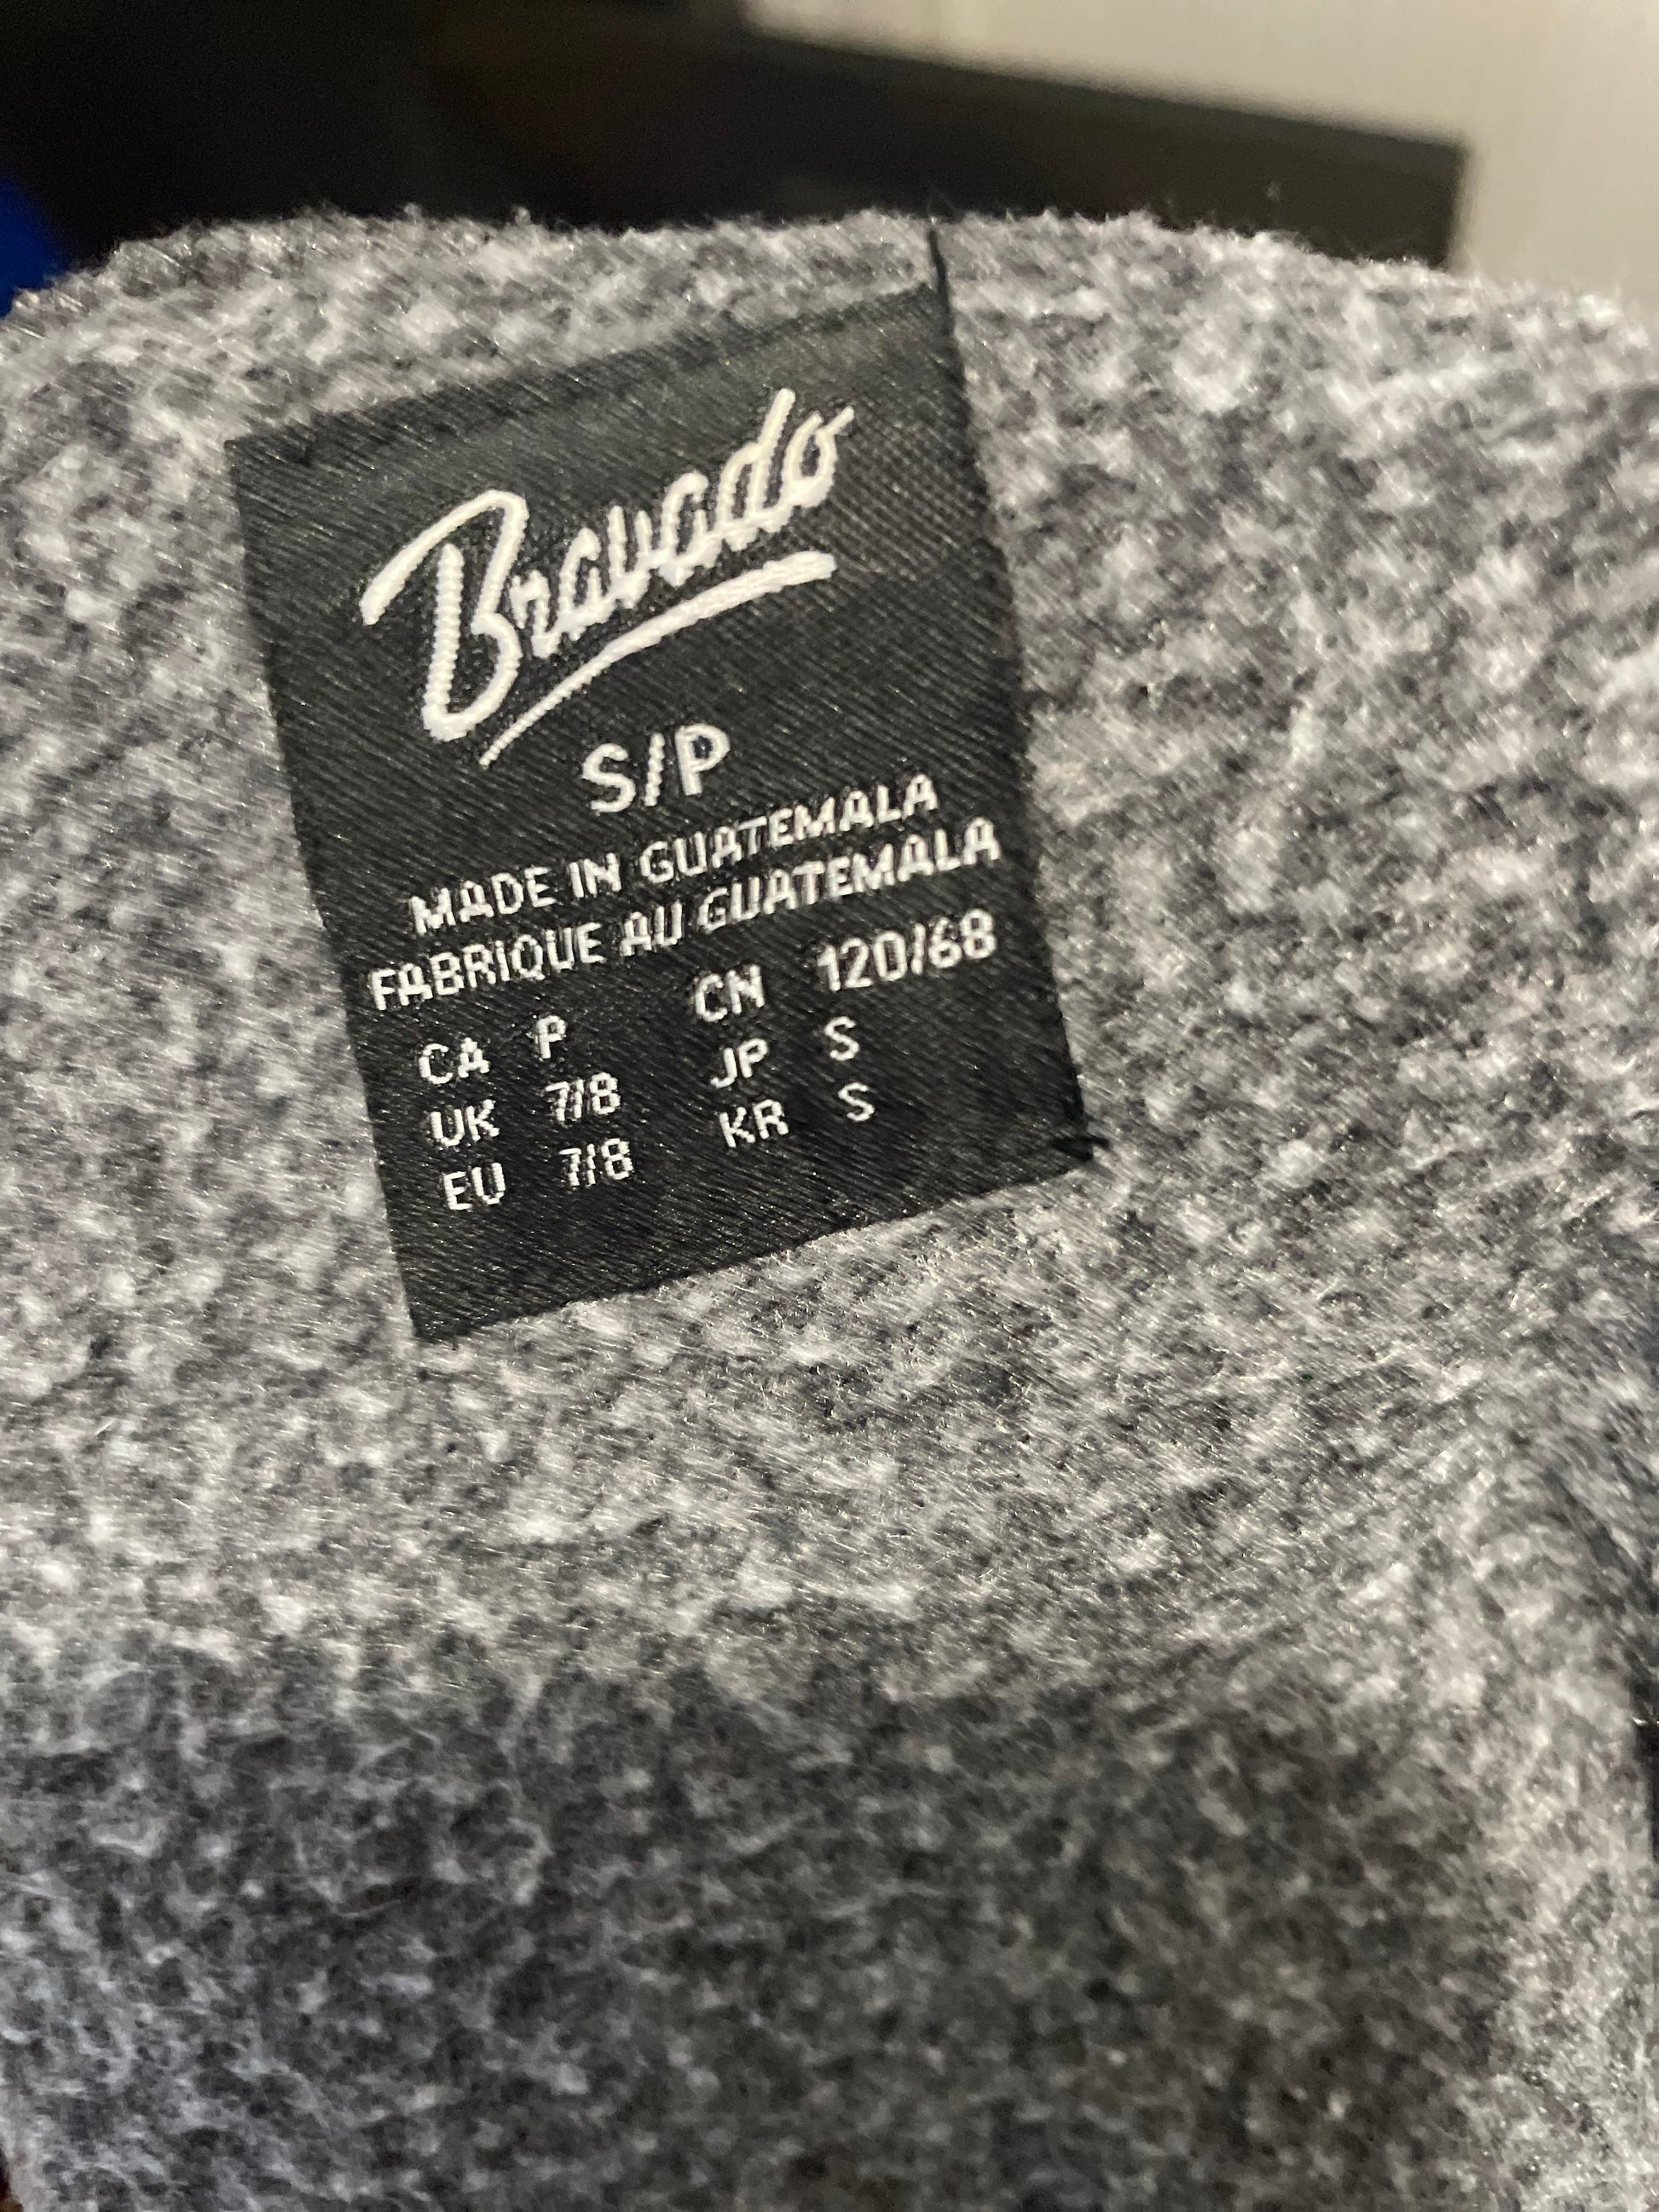 Bravado
S/P
MADE IN GUATEMALA
FABRIQUE AU GUATEMALA
CA P CN 120/68
UK 7/8 JP S
EU 7/8 KR S